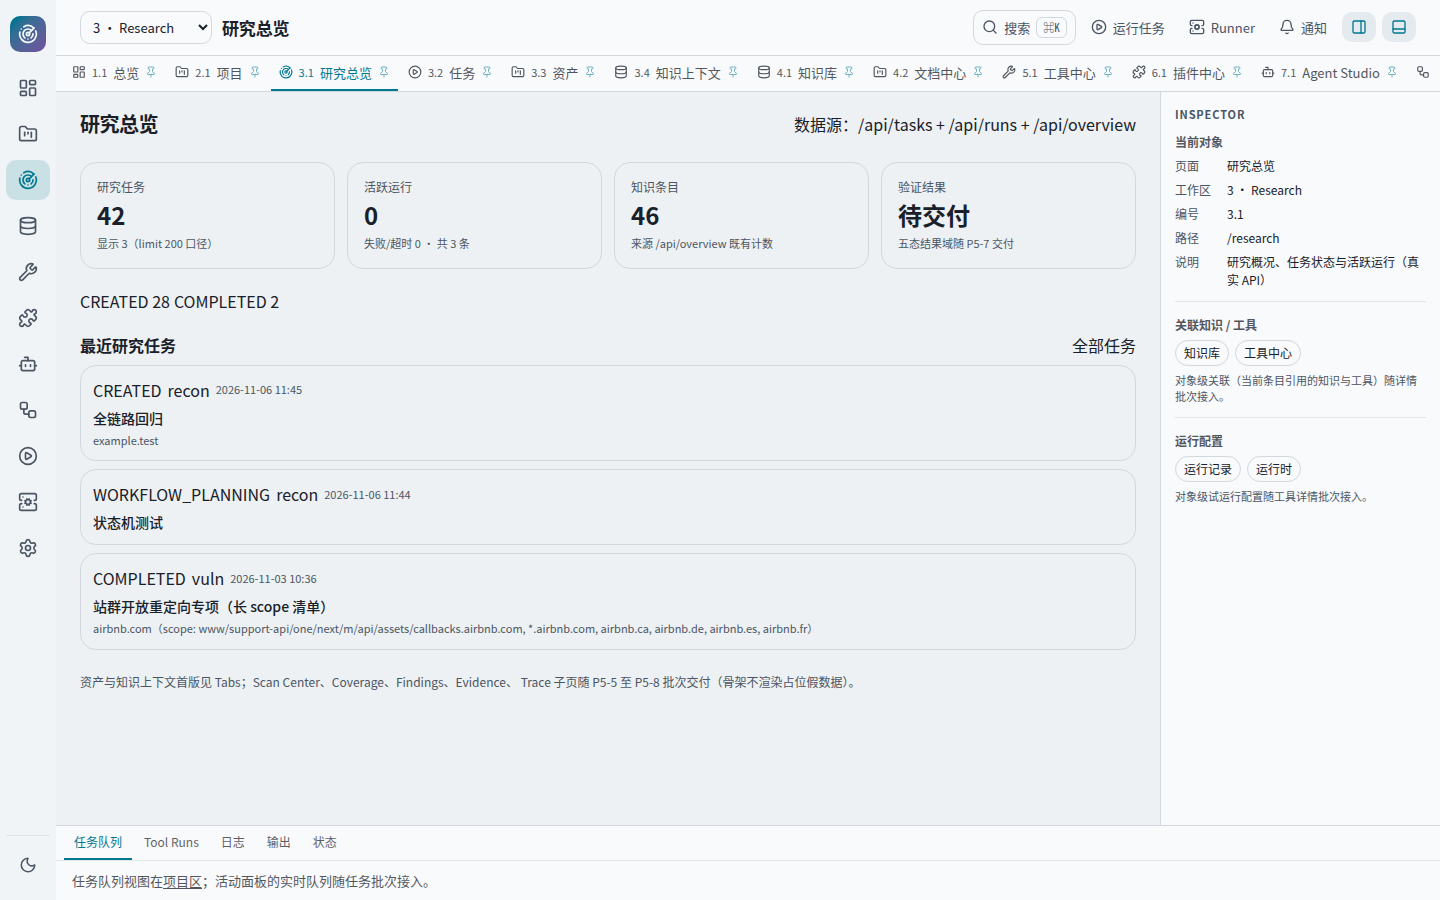 3 · Research
研究总览
搜索 ⌘K
运行任务
Runner
通知
1.1 总览
2.1 项目
3.1 研究总览
3.2 任务
3.3 资产
3.4 知识上下文
4.1 知识库
4.2 文档中心
5.1 工具中心
6.1 插件中心
7.1 Agent Studio
研究总览
数据源：/api/tasks + /api/runs + /api/overview
研究任务
42
显示 3（limit 200 口径）
活跃运行
0
失败/超时 0 · 共 3 条
知识条目
46
来源 /api/overview 既有计数
验证结果
待交付
五态结果域随 P5-7 交付
CREATED 28 COMPLETED 2
最近研究任务
全部任务
CREATED recon 2026-11-06 11:45
全链路回归
example.test
WORKFLOW_PLANNING recon 2026-11-06 11:44
状态机测试
COMPLETED vuln 2026-11-03 10:36
站群开放重定向专项（长 scope 清单）
airbnb.com（scope: www/support-api/one/next/m/api/assets/callbacks.airbnb.com, *.airbnb.com, airbnb.ca, airbnb.de, airbnb.es, airbnb.fr）
资产与知识上下文首版见 Tabs；Scan Center、Coverage、Findings、Evidence、 Trace 子页随 P5-5 至 P5-8 批次交付（骨架不渲染占位假数据）。
INSPECTOR
当前对象
页面 研究总览
工作区 3 · Research
编号 3.1
路径 /research
说明 研究概况、任务状态与活跃运行（真
实 API）
关联知识 / 工具
知识库 工具中心
对象级关联（当前条目引用的知识与工具）随详情
批次接入。
运行配置
运行记录 运行时
对象级试运行配置随工具详情批次接入。
任务队列
Tool Runs
日志
输出
状态
任务队列视图在项目区；活动面板的实时队列随任务批次接入。